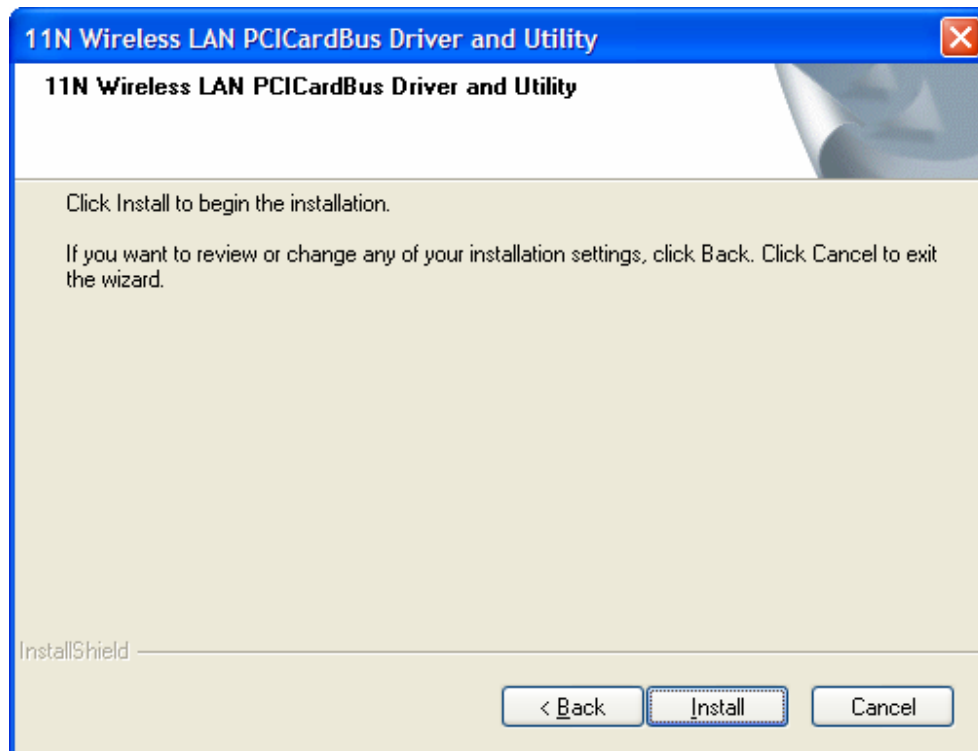 11N Wireless LAN PCICardBus Driver and Utility
11N Wireless LAN PCICardBus Driver and Utility
Click Install to begin the installation.
If you want to review or change any of your installation settings, click Back. Click Cancel to exit
the wizard.
InstallShield
< Back
Install
Cancel